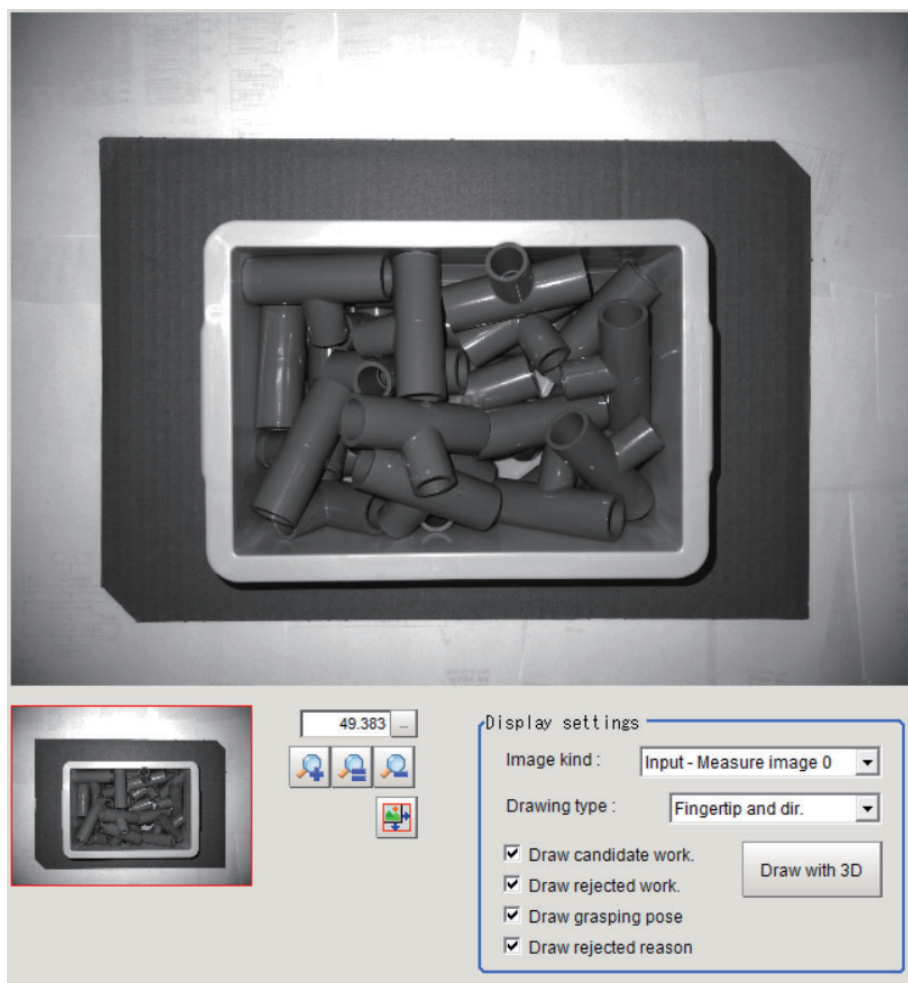 49.383 ...
Display settings
Image kind :
Input - Measure image 0
Drawing type :
Fingertip and dir.
Draw candidate work.
Draw rejected work.
Draw grasping pose
Draw rejected reason
Draw with 3D